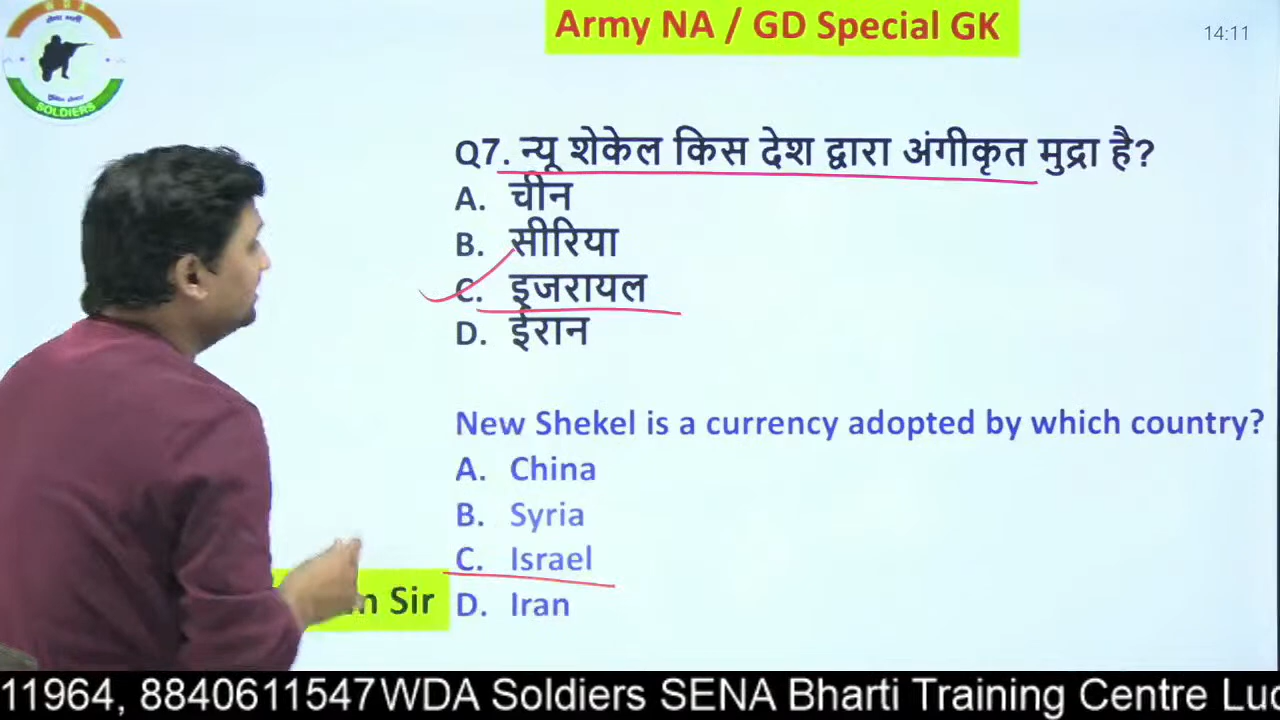 Army NA / GD Special GK
14:11
SOLDIERS
Q7. न्यू शेकेल किस देश द्वारा अंगीकृत मुद्रा है?
A. चीन
B. सीरिया
C. इजरायल
D. ईरान
New Shekel is a currency adopted by which country?
A. China
B. Syria
C. Israel
D. Iran
Sir
11964, 8840611547 WDA Soldiers SENA Bharti Training Centre Luc